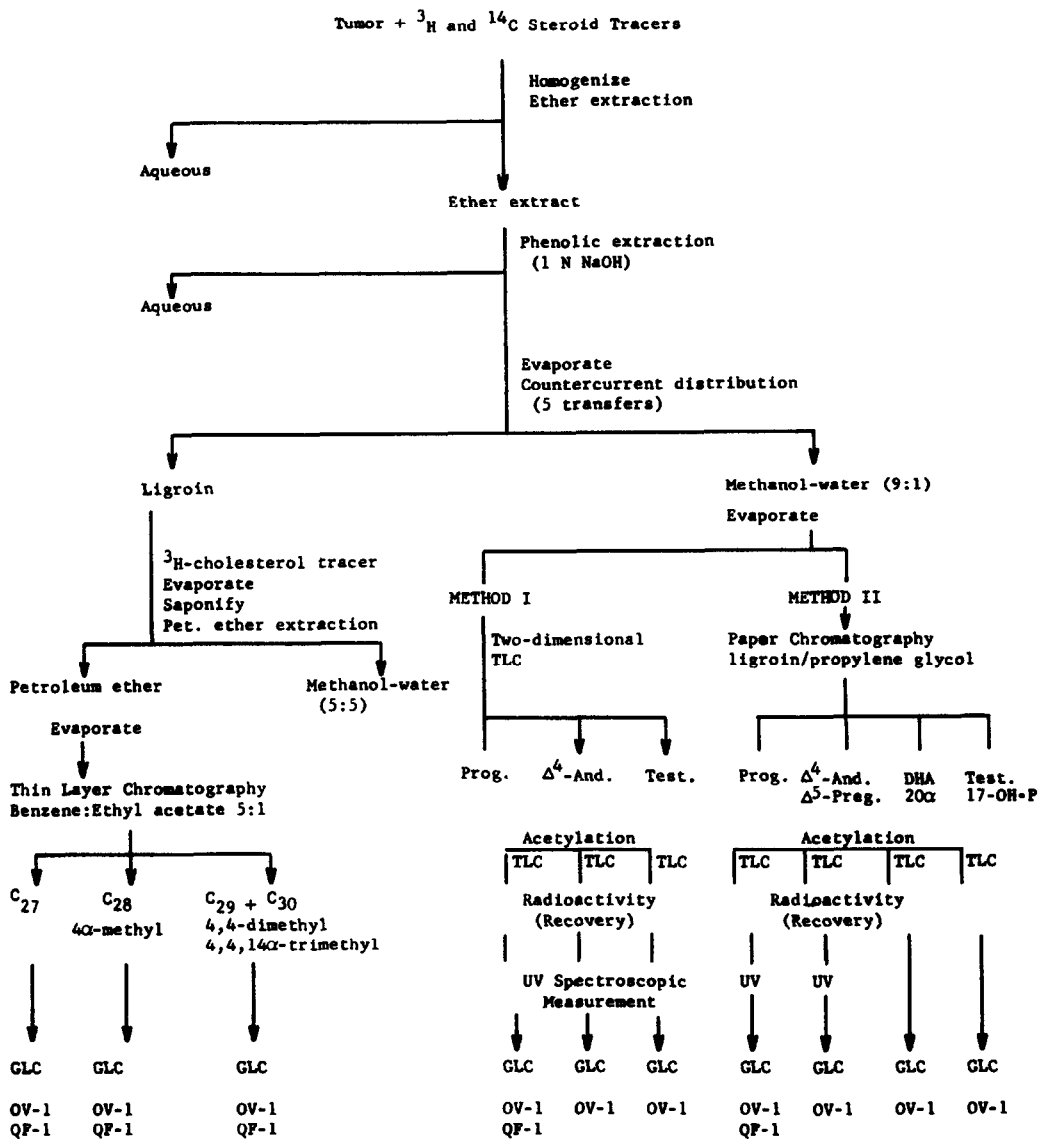 Tumor + 3H and 14C Steroid Tracers
Homogenize
Ether extraction
Aqueous
Ether extract
Phenolic extraction
(1 N NaOH)
Aqueous
Evaporate
Countercurrent distribution
(5 transfers)
Ligroin
Methanol-water (9:1)
Evaporate
3H-cholesterol tracer
Evaporate
Saponify
Pet. ether extraction
METHOD I
METHOD II
Two-dimensional
TLC
Paper Chromatography
ligroin/propylene glycol
Petroleum ether
Methanol-water
(5:5)
Evaporate
Prog. Δ4-And. Test.
Prog. Δ4-And. DHA Test.
Δ5-Preg. 20α 17-OH·P
Thin Layer Chromatography
Benzene:Ethyl acetate 5:1
Acetylation
TLC TLC TLC
Acetylation
TLC TLC TLC TLC
C27 C28 C29 + C30
4α-methyl 4,4-dimethyl
4,4,14α-trimethyl
Radioactivity
(Recovery)
Radioactivity
(Recovery)
UV Spectroscopic
Measurement
UV UV
GLC GLC GLC GLC GLC GLC GLC GLC GLC GLC
OV-1 OV-1 OV-1 OV-1 OV-1 OV-1 OV-1 OV-1 OV-1 OV-1
QF-1 QF-1 QF-1 QF-1 QF-1